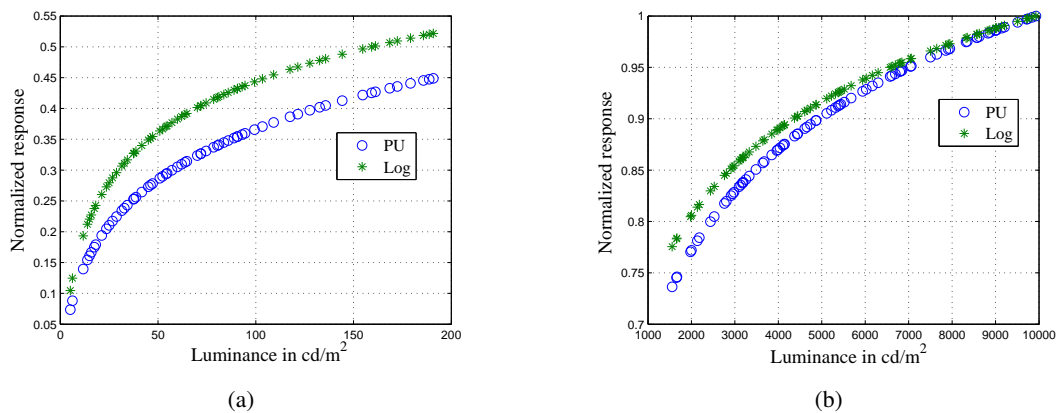 0.55
0.5
0.45
0.4
0.35
0.3
0.25
0.2
0.15
0.1
0.05
0 50 100 150 200
Normalized response
Luminance in cd/m²
PU
Log
(a)
1
0.95
0.9
0.85
0.8
0.75
0.7
1000 2000 3000 4000 5000 6000 7000 8000 9000 10000
Normalized response
Luminance in cd/m²
PU
Log
(b)